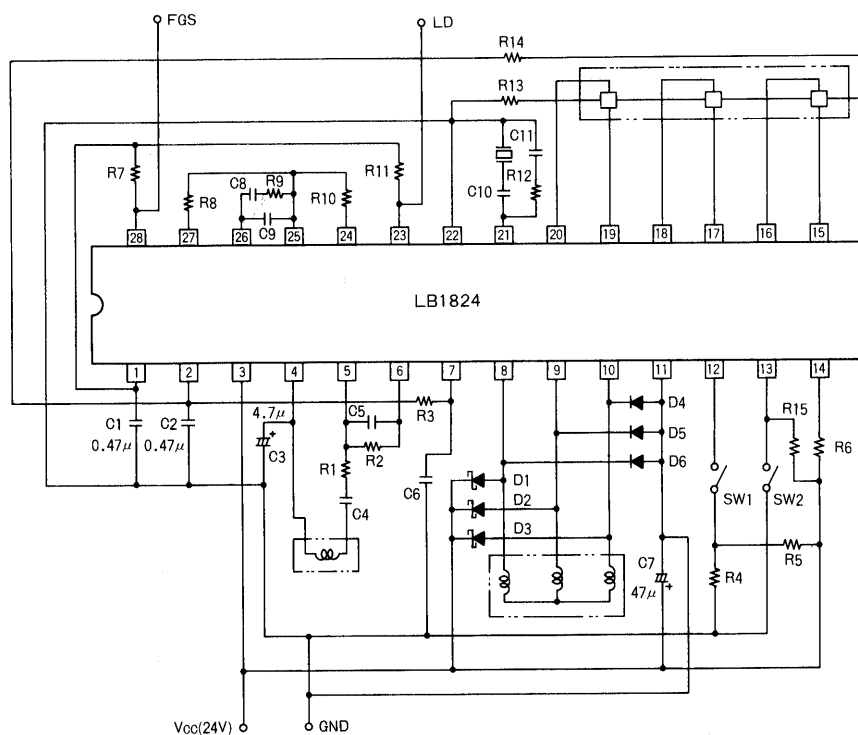 FGS
LD
R14
R13
C11
R7
R11
R12
C8
R9
R10
R8
C10
C9
28
27
26
25
24
23
22
21
20
19
18
17
16
15
LB1824
1
2
3
4
5
6
7
8
9
10
11
12
13
14
C1
0.47μ
C2
0.47μ
4.7μ
+
C3
C5
R2
R1
C4
R3
C6
D4
D5
D6
D1
D2
D3
R15
R6
SW1
SW2
R5
R4
C7
47μ
+
Vcc(24V)
GND